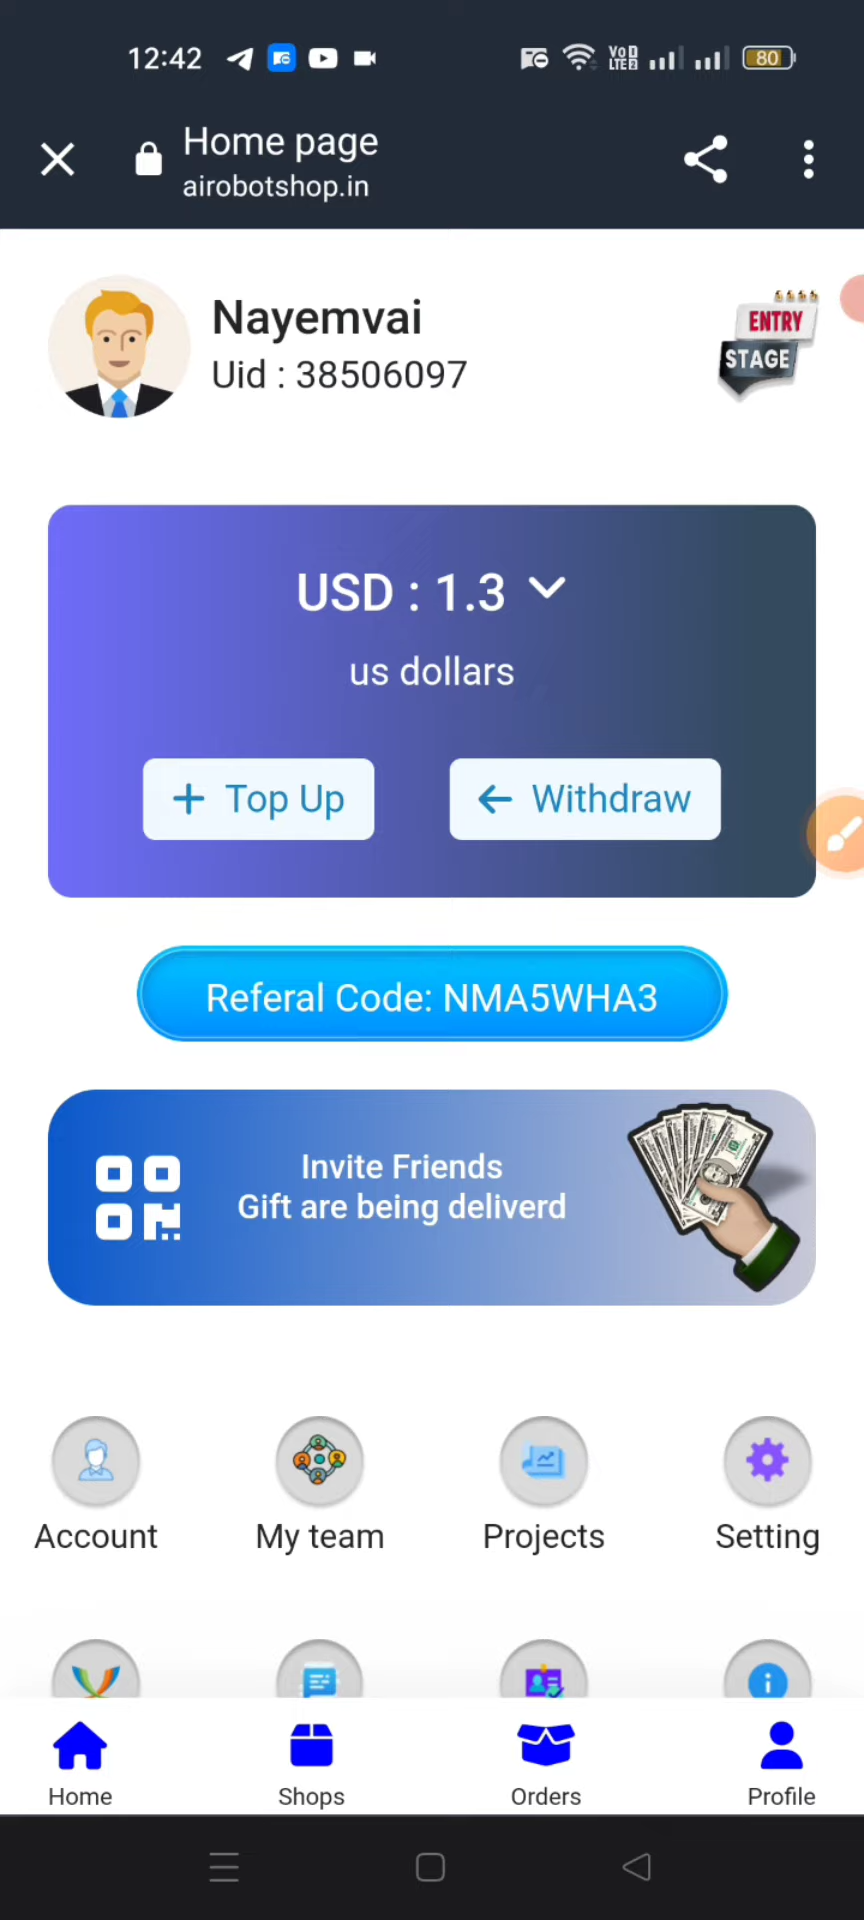 12:42
VoD
LTE2
80
Home page
airobotshop.in
Nayemvai
Uid : 38506097
ENTRY
STAGE
USD : 1.3
us dollars
+ Top Up
← Withdraw
Referal Code: NMA5WHA3
Invite Friends
Gift are being deliverd
Account
My team
Projects
Setting
Home
Shops
Orders
Profile